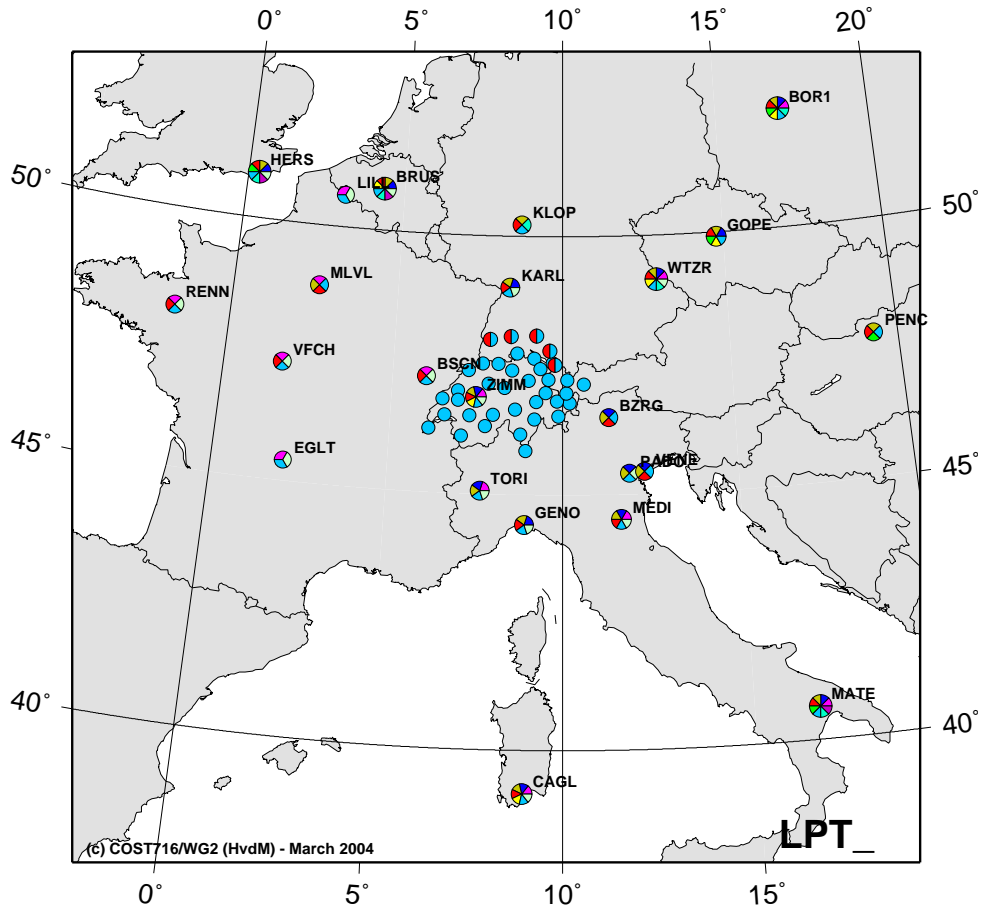 0° 5° 10° 15° 20°
BOR1
HERS
LIL BRUS
50° 50°
KLOP
GOPE
WTZR
MLVL KARL
RENN
PENC
VFCH
BSCN
ZIMM
BZRG
EGLT
45° 45°
VENE
TORI
MEDI
GENO
MATE
40° 40°
CAGL
LPT_
(c) COST716/WG2 (HvdM) - March 2004
0° 5° 10° 15°